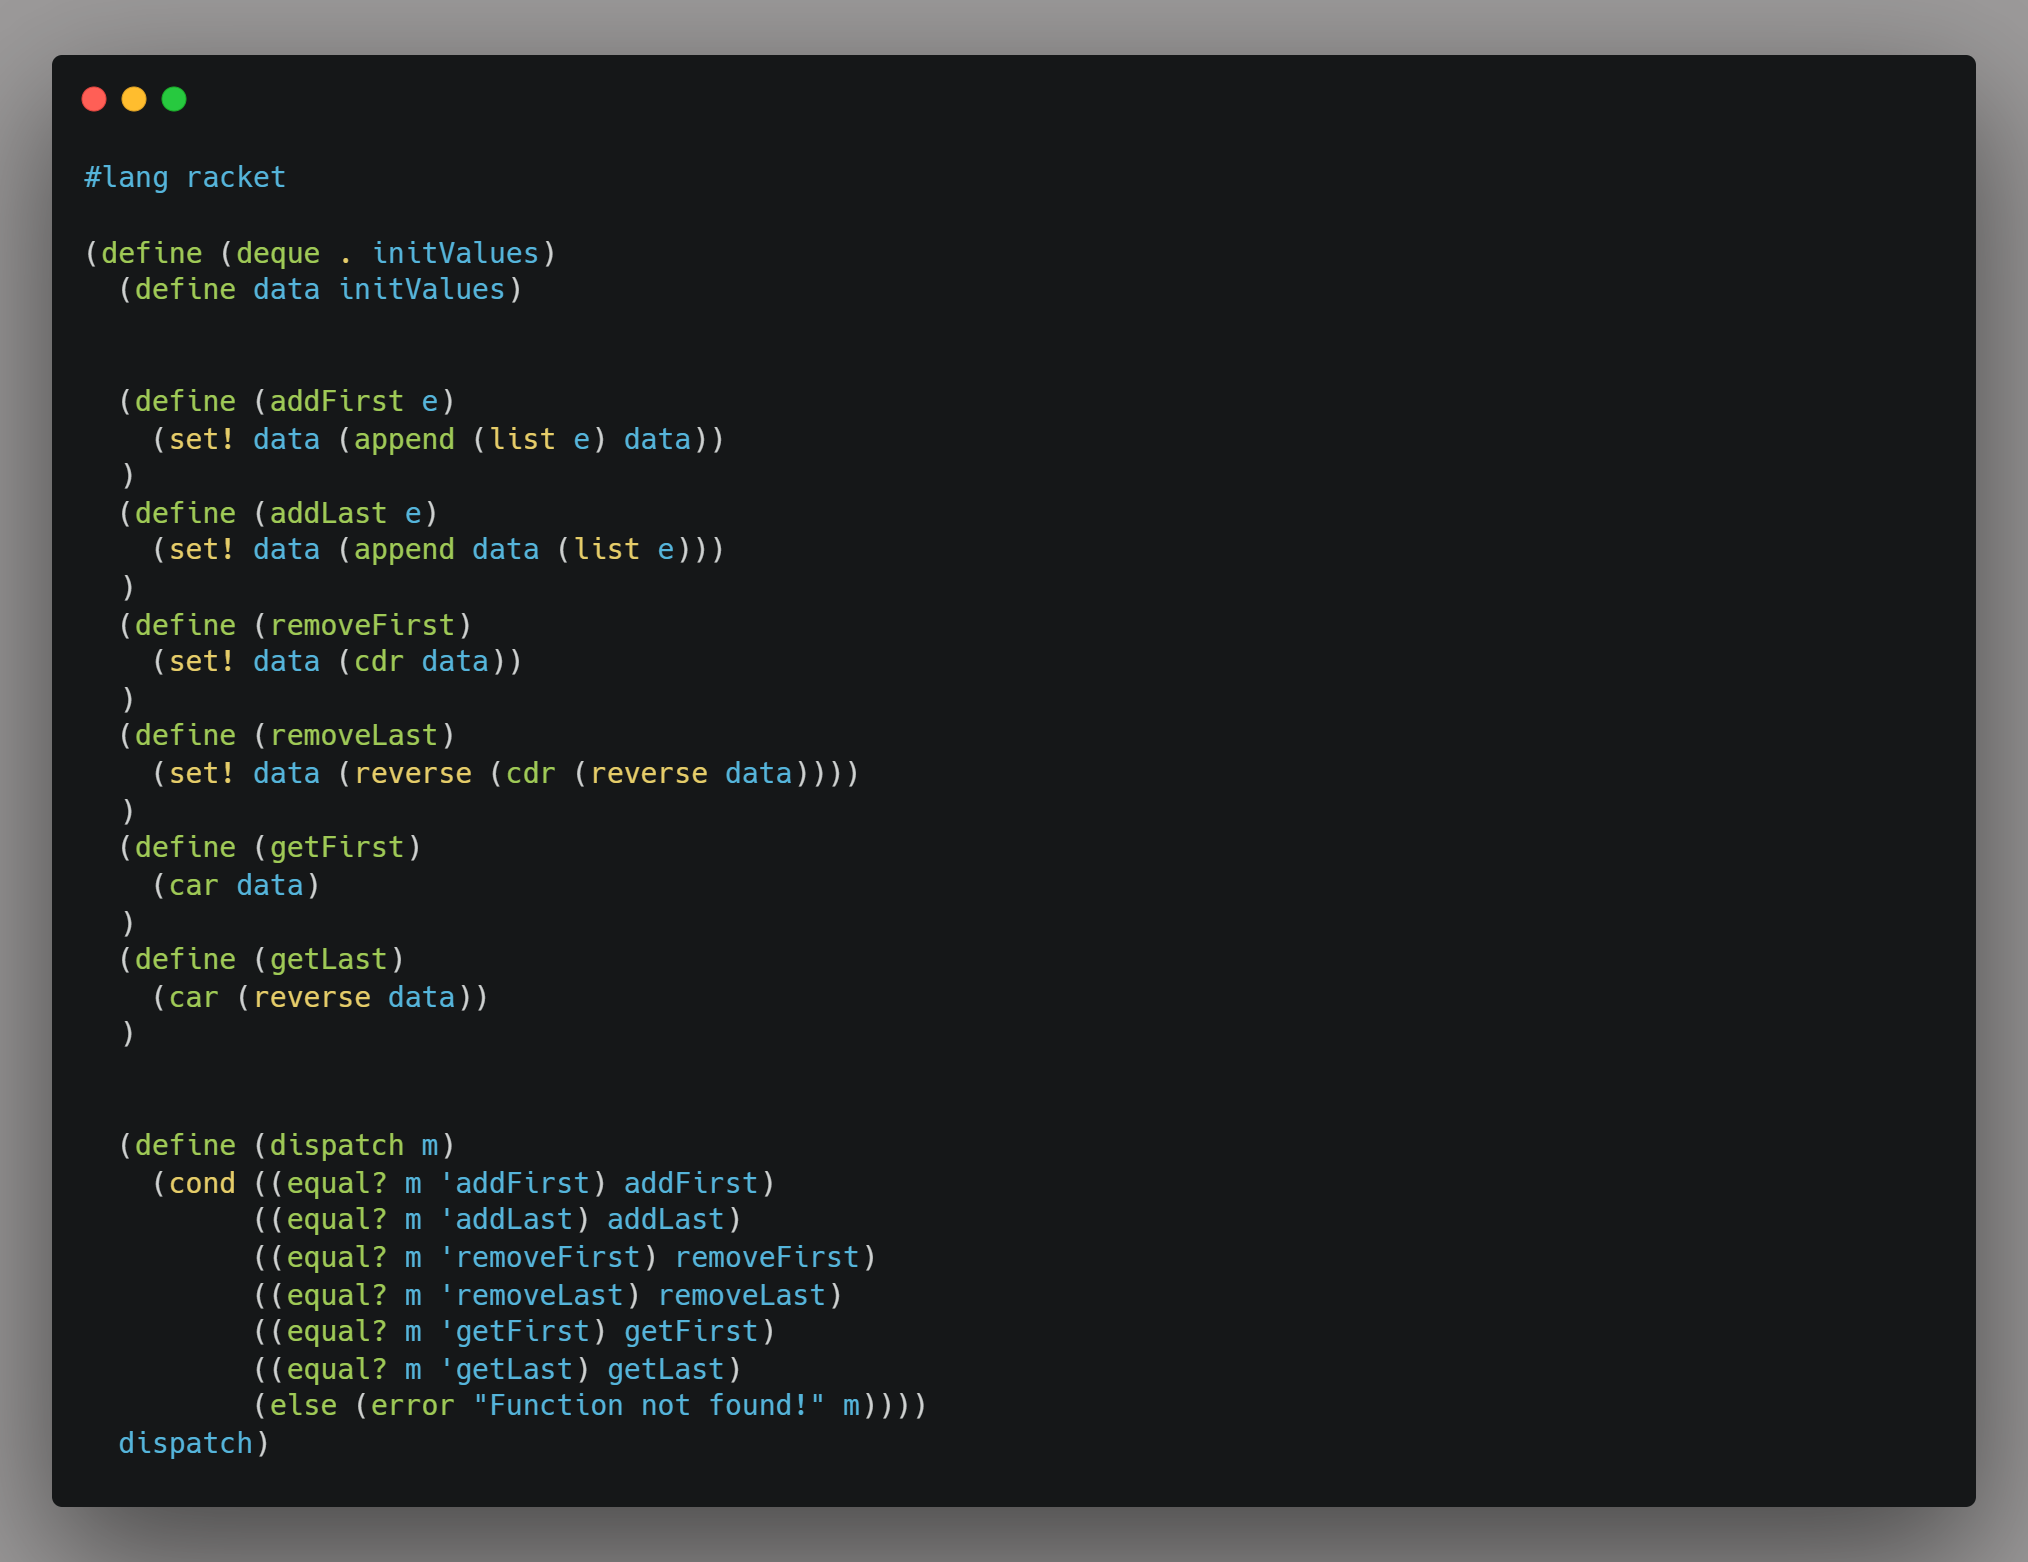 #lang racket
(define (deque . initValues)
  (define data initValues)
  (define (addFirst e)
    (set! data (append (list e) data))
  )
  (define (addLast e)
    (set! data (append data (list e)))
  )
  (define (removeFirst)
    (set! data (cdr data))
  )
  (define (removeLast)
    (set! data (reverse (cdr (reverse data))))
  )
  (define (getFirst)
    (car data)
  )
  (define (getLast)
    (car (reverse data))
  )
  (define (dispatch m)
    (cond ((equal? m 'addFirst) addFirst)
          ((equal? m 'addLast) addLast)
          ((equal? m 'removeFirst) removeFirst)
          ((equal? m 'removeLast) removeLast)
          ((equal? m 'getFirst) getFirst)
          ((equal? m 'getLast) getLast)
          (else (error "Function not found!" m))))
  dispatch)